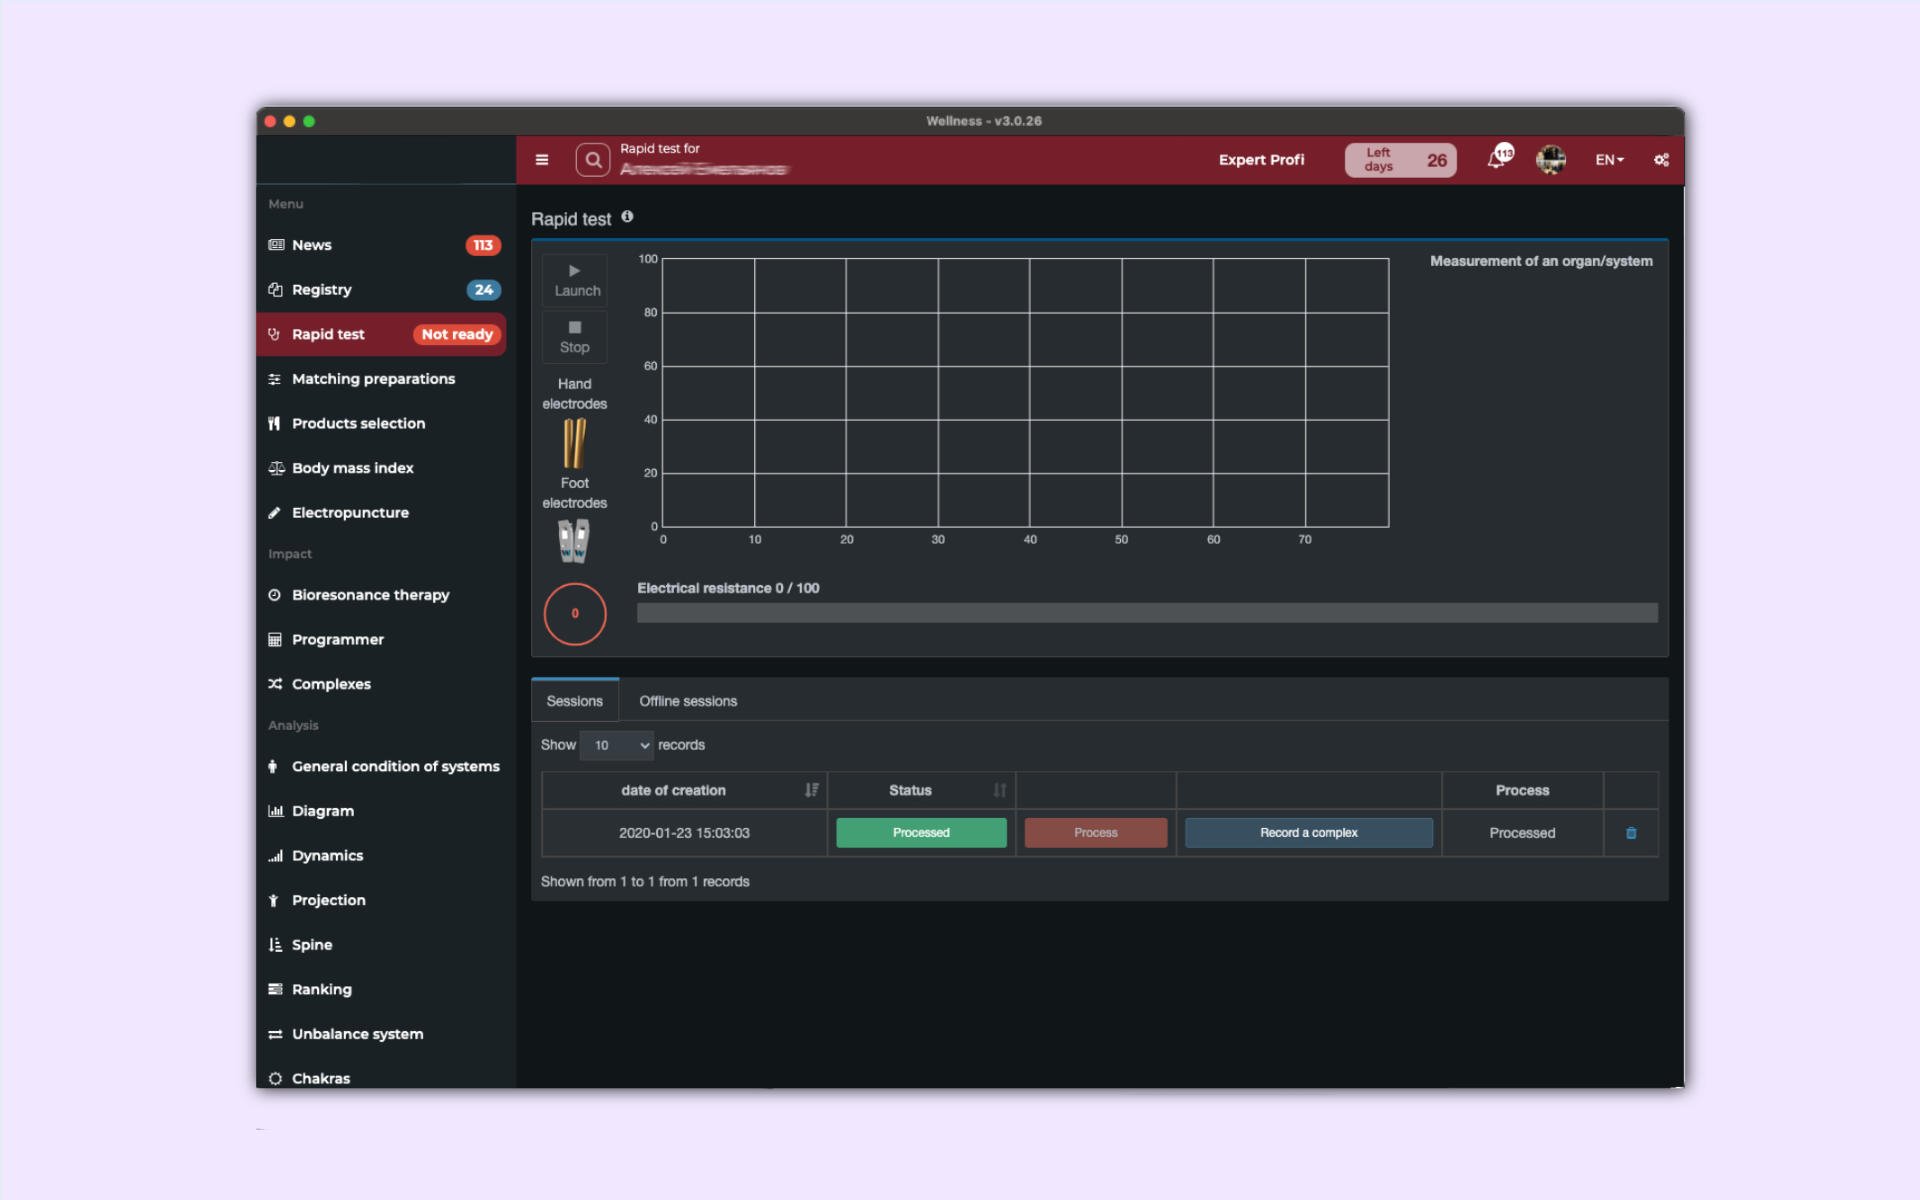 Wellness - v3.0.26
Rapid test for
Expert Profi
Left days 26
113
EN
Menu
News 113
Registry 24
Rapid test Not ready
Matching preparations
Products selection
Body mass index
Electropuncture
Impact
Bioresonance therapy
Programmer
Complexes
Analysis
General condition of systems
Diagram
Dynamics
Projection
Spine
Ranking
Unbalance system
Chakras
Rapid test
Launch
Stop
Hand
electrodes
Foot
electrodes
0
100
80
60
40
20
0
0 10 20 30 40 50 60 70
Measurement of an organ/system
Electrical resistance 0 / 100
Sessions Offline sessions
Show 10 records
date of creation Status Process
2020-01-23 15:03:03 Processed Process Record a complex Processed
Shown from 1 to 1 from 1 records